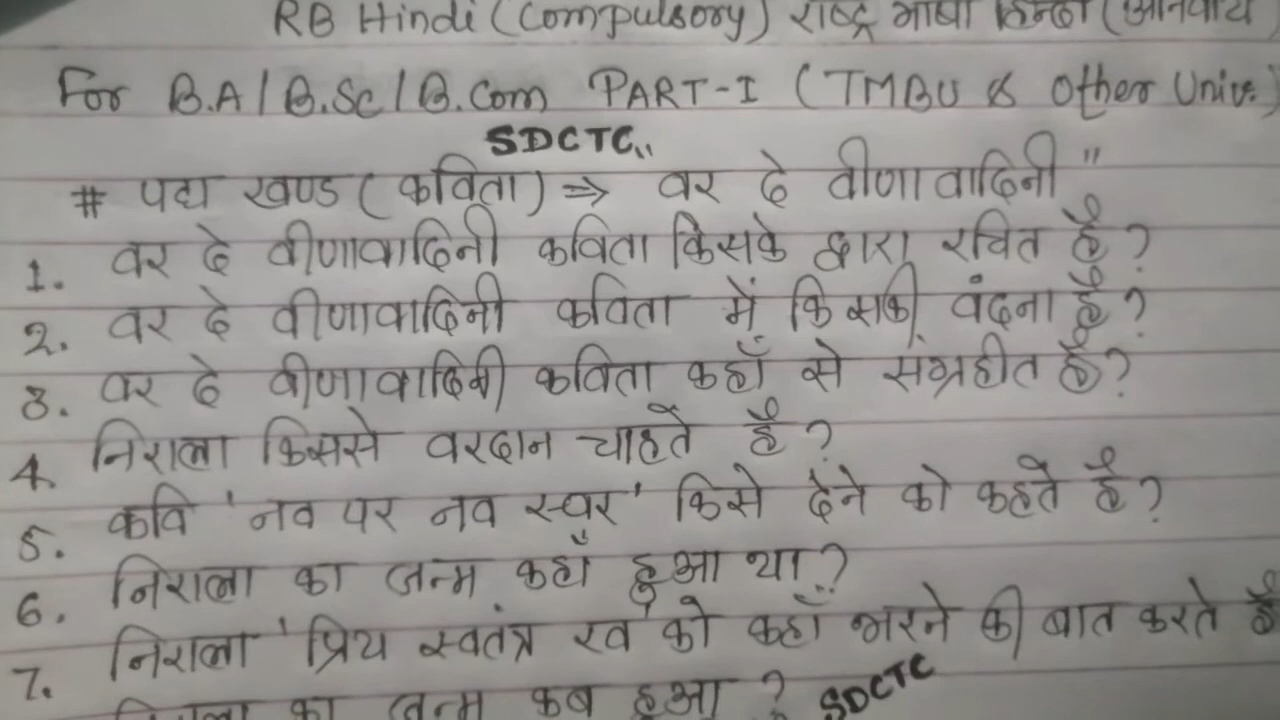 RB Hindi (Compulsory) राष्ट्र भाषा हिन्दी (अनिवार्य)
For B.A / B.Sc / B.Com PART-I (TMBU & Other Univ.)
SDCTC,,
# पद्य खण्ड (कविता) ⇒ वर दे वीणावादिनी"
1. वर दे वीणावादिनी कविता किसके द्वारा रचित है?
2. वर दे वीणावादिनी कविता में किसकी वंदना है?
3. वर दे वीणावादिनी कविता कहाँ से संग्रहीत है?
4. निराला किससे वरदान चाहते है?
5. कवि 'नव पर नव स्वर' किसे देने को कहते है?
6. निराला का जन्म कहाँ हुआ था?
7. निराला 'प्रिय स्वतंत्र रव' को कहाँ भरने की बात करते है
निराला का जन्म कब हुआ ? SDCTC